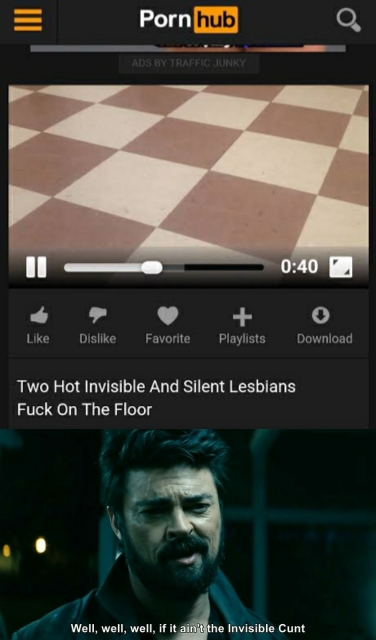 Porn hub
ADS BY TRAFFIC JUNKY
0:40
Like
Dislike
Favorite
Playlists
Download
Two Hot Invisible And Silent Lesbians
Fuck On The Floor
Well, well, well, if it ain't the Invisible Cunt